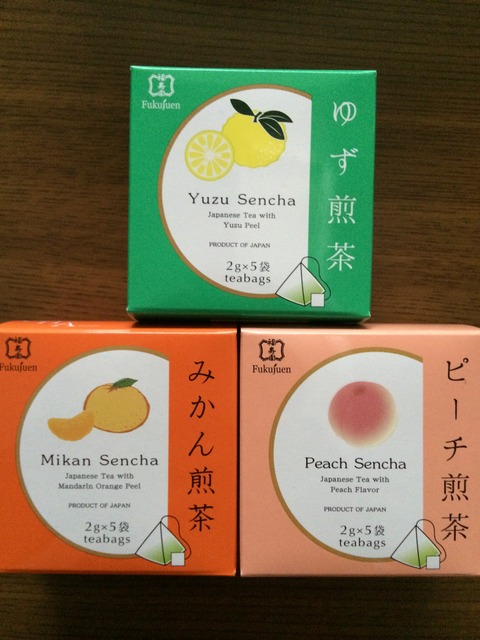 Fukujuen
ゆず煎茶
Yuzu Sencha
Japanese Tea with
Yuzu Peel
PRODUCT OF JAPAN
2g×5袋
teabags
Fukujuen
みかん煎茶
Mikan Sencha
Japanese Tea with
Mandarin Orange Peel
PRODUCT OF JAPAN
2g×5袋
teabags
Fukujuen
ピーチ煎茶
Peach Sencha
Japanese Tea with
Peach Flavor
PRODUCT OF JAPAN
2g×5袋
teabags